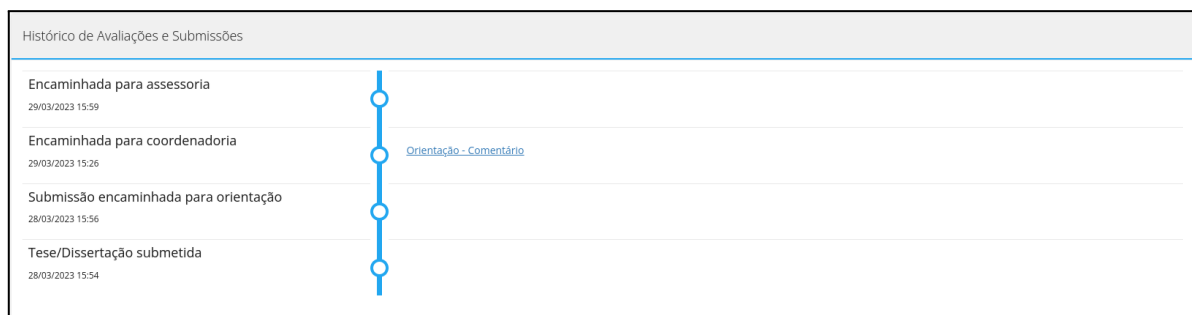 Histórico de Avaliações e Submissões
Encaminhada para assessoria
29/03/2023 15:59
Encaminhada para coordenadoria
29/03/2023 15:26
Orientação - Comentário
Submissão encaminhada para orientação
28/03/2023 15:56
Tese/Dissertação submetida
28/03/2023 15:54